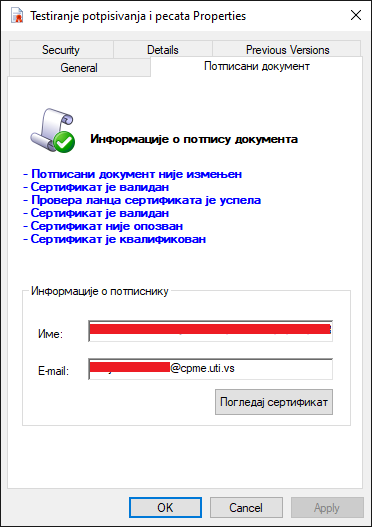 Testiranje potpisivanja i pecata Properties
Security Details Previous Versions
General Потписани документ
Информације о потпису документа
- Потписани документ није измењен
- Сертификат је валидан
- Провера ланца сертификата је успела
- Сертификат је валидан
- Сертификат није опозван
- Сертификат је квалификован
Информације о потписнику
Име:
E-mail: @cpme.uti.vs
Погледај сертификат
OK Cancel Apply